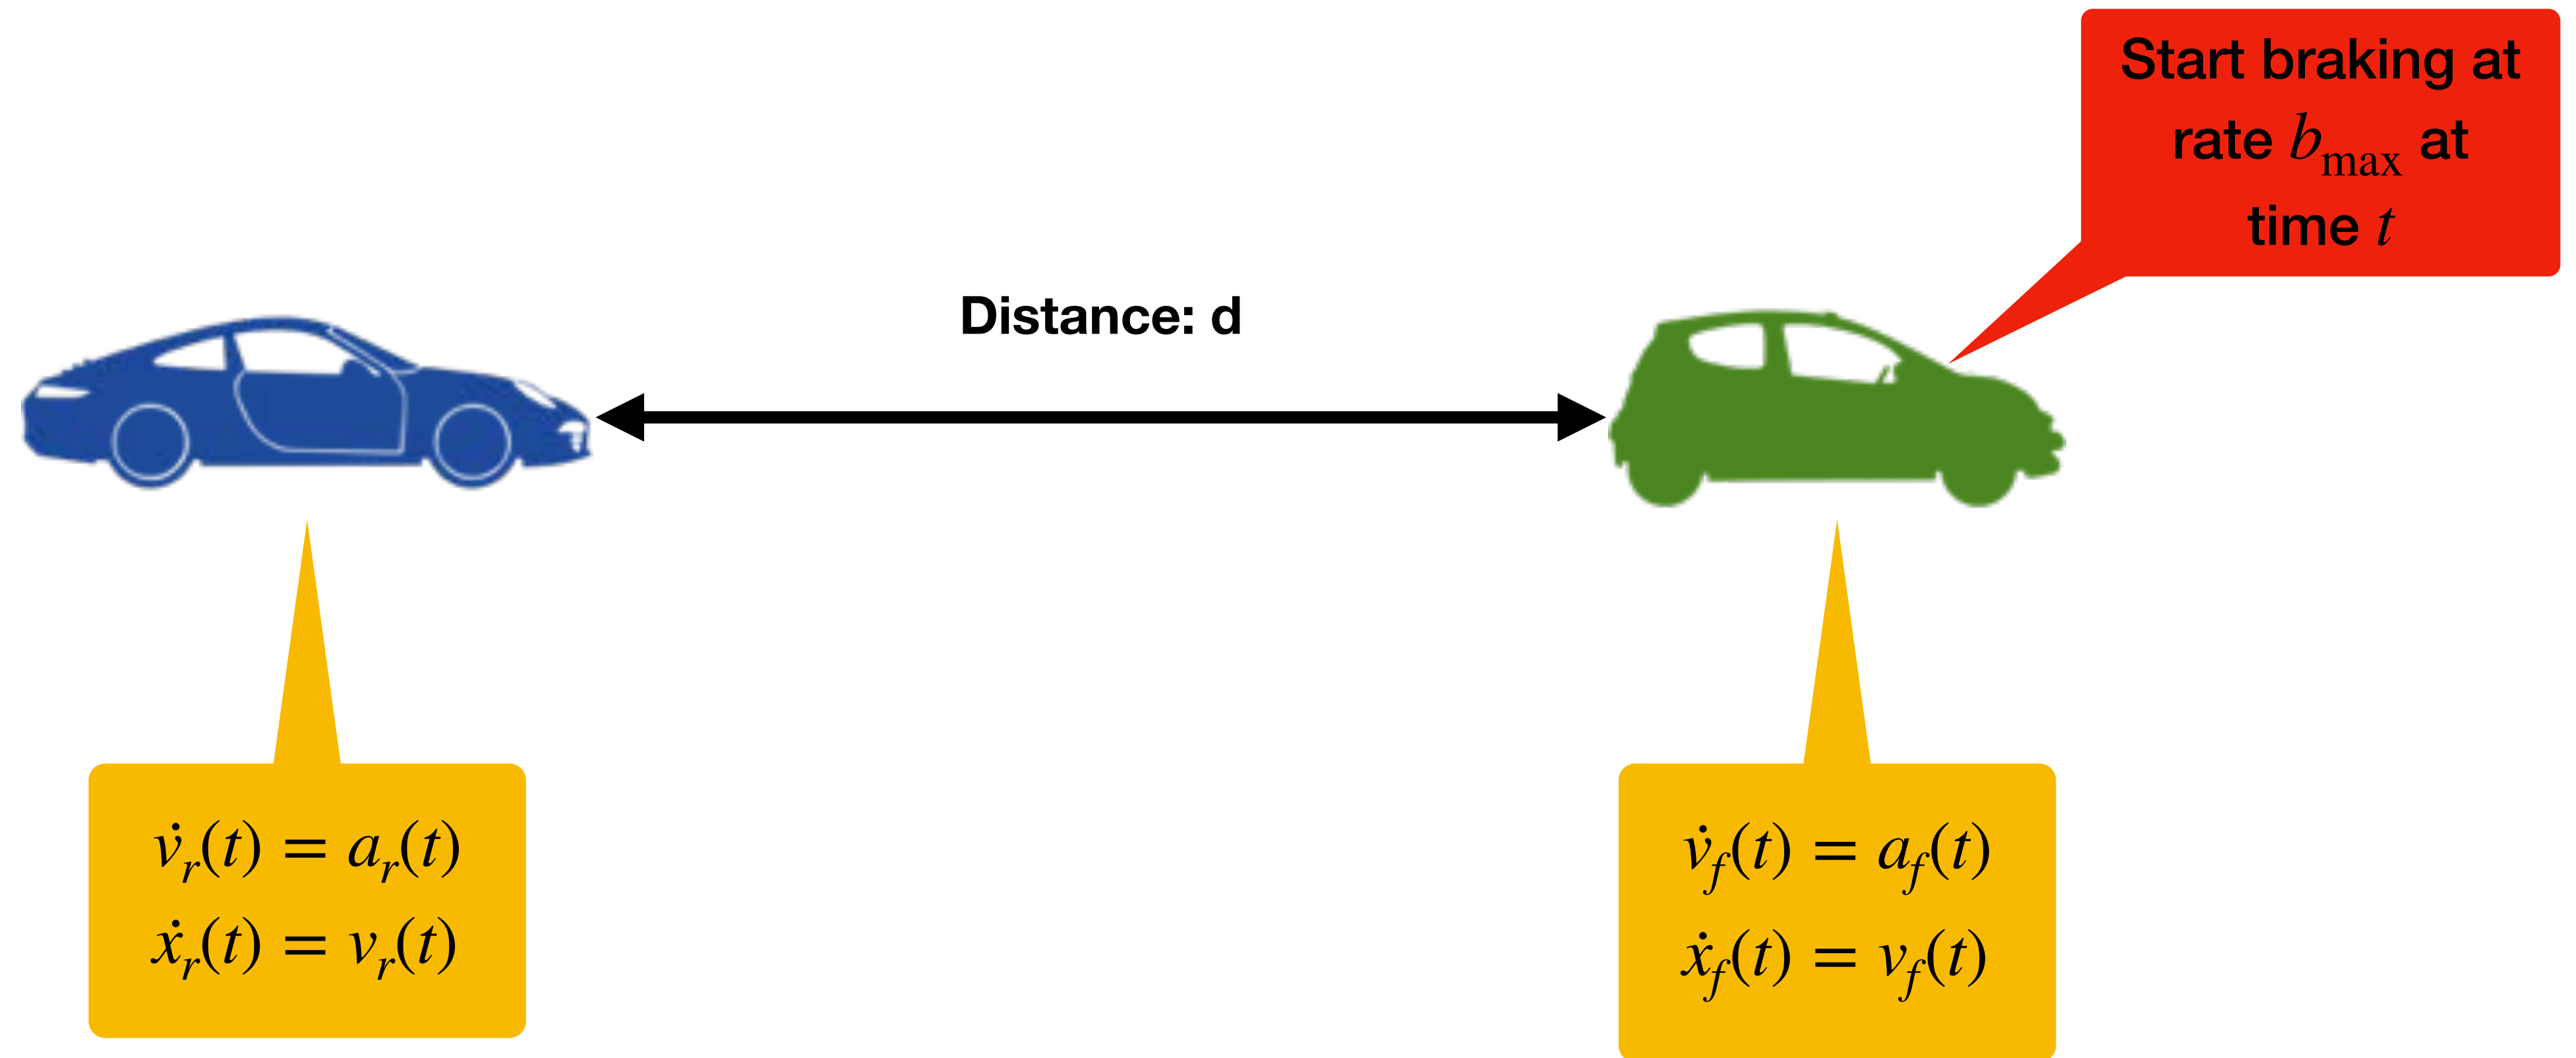 Start braking at
rate b_max at
time t
Distance: d
v̇_r(t) = a_r(t)
ẋ_r(t) = v_r(t)
v̇_f(t) = a_f(t)
ẋ_f(t) = v_f(t)